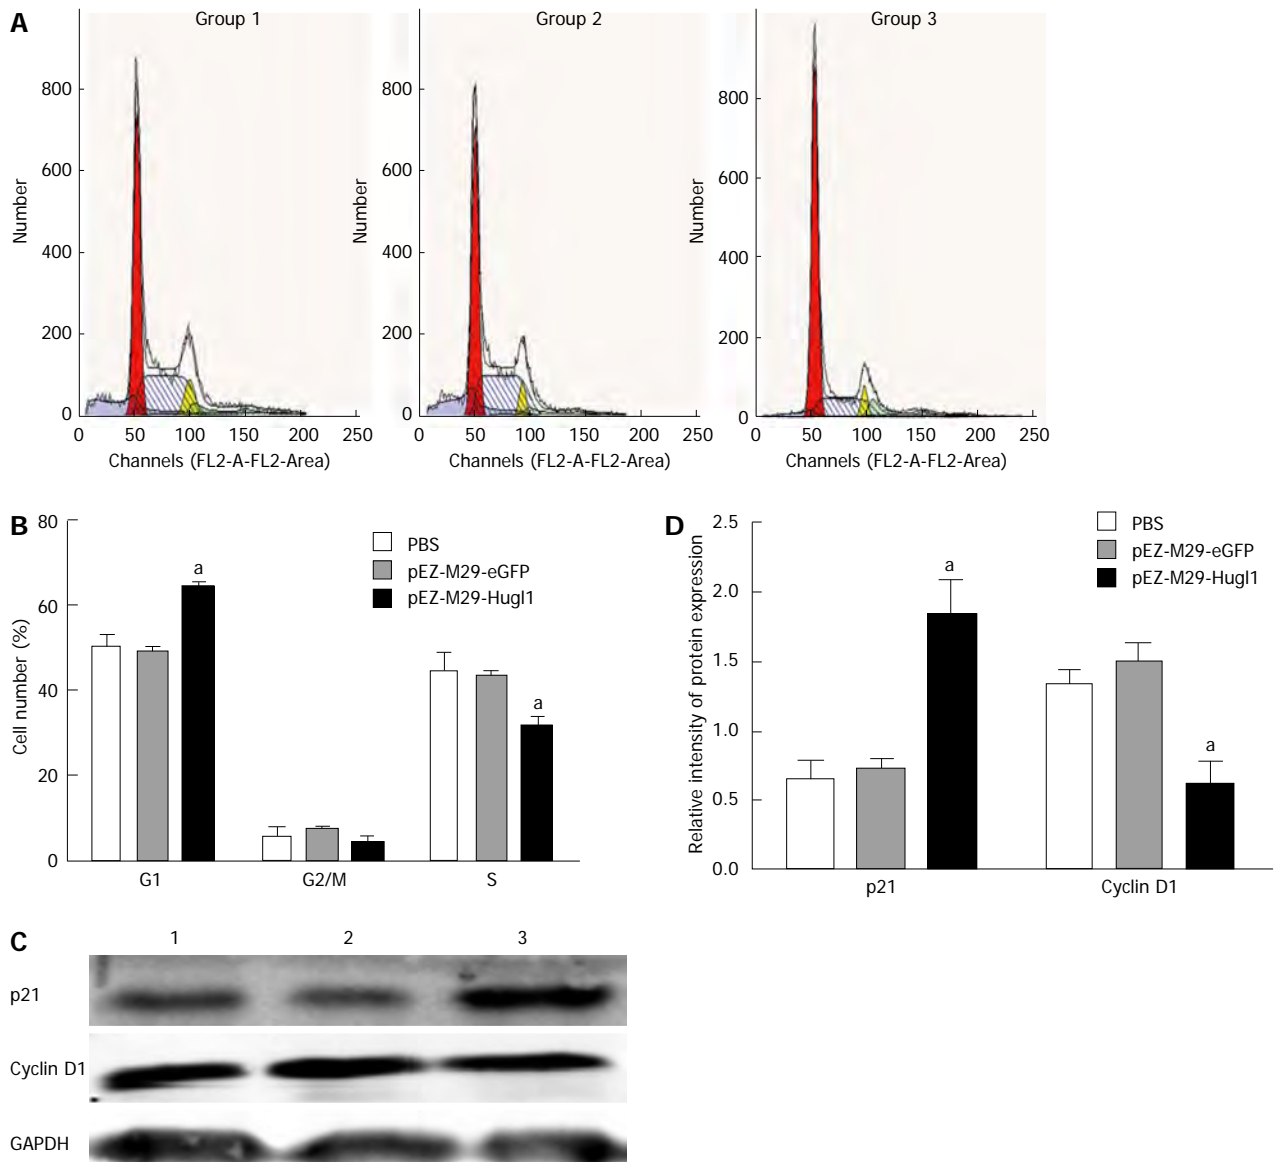 A
Group 1
Group 2
Group 3
Number
800
600
400
200
0
0 50 100 150 200 250
Channels (FL2-A-FL2-Area)
Number
800
600
400
200
0
0 50 100 150 200 250
Channels (FL2-A-FL2-Area)
Number
800
600
400
200
0
0 50 100 150 200 250
Channels (FL2-A-FL2-Area)
B
Cell number (%)
80
60
40
20
0
a
a
PBS
pEZ-M29-eGFP
pEZ-M29-Hugl1
G1 G2/M S
D
Relative intensity of protein expression
2.5
2.0
1.5
1.0
0.5
0.0
a
a
PBS
pEZ-M29-eGFP
pEZ-M29-Hugl1
p21 Cyclin D1
C
1 2 3
p21
Cyclin D1
GAPDH